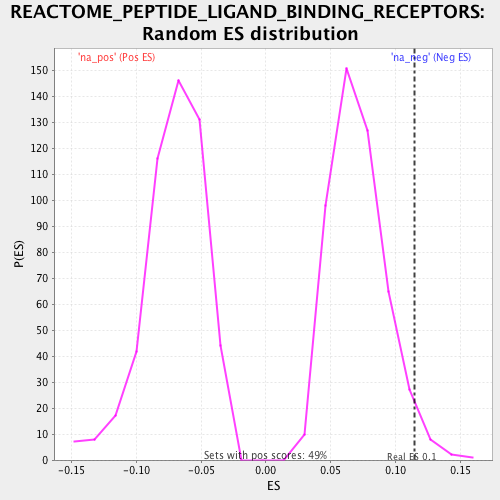 REACTOME_PEPTIDE_LIGAND_BINDING_RECEPTORS:
Random ES distribution
'na_pos' (Pos ES)
'na_neg' (Neg ES)
150
140
130
120
110
100
90
80
70
60
50
40
30
20
10
0
P(ES)
Sets with pos scores: 49%
Real ES 0.1
-0.15
-0.10
-0.05
0.00
0.05
0.10
0.15
ES